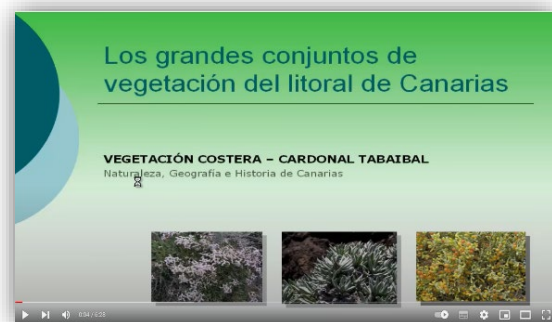 Los grandes conjuntos de
vegetación del litoral de Canarias
VEGETACIÓN COSTERA – CARDONAL TABAIBAL
Naturaleza, Geografía e Historia de Canarias